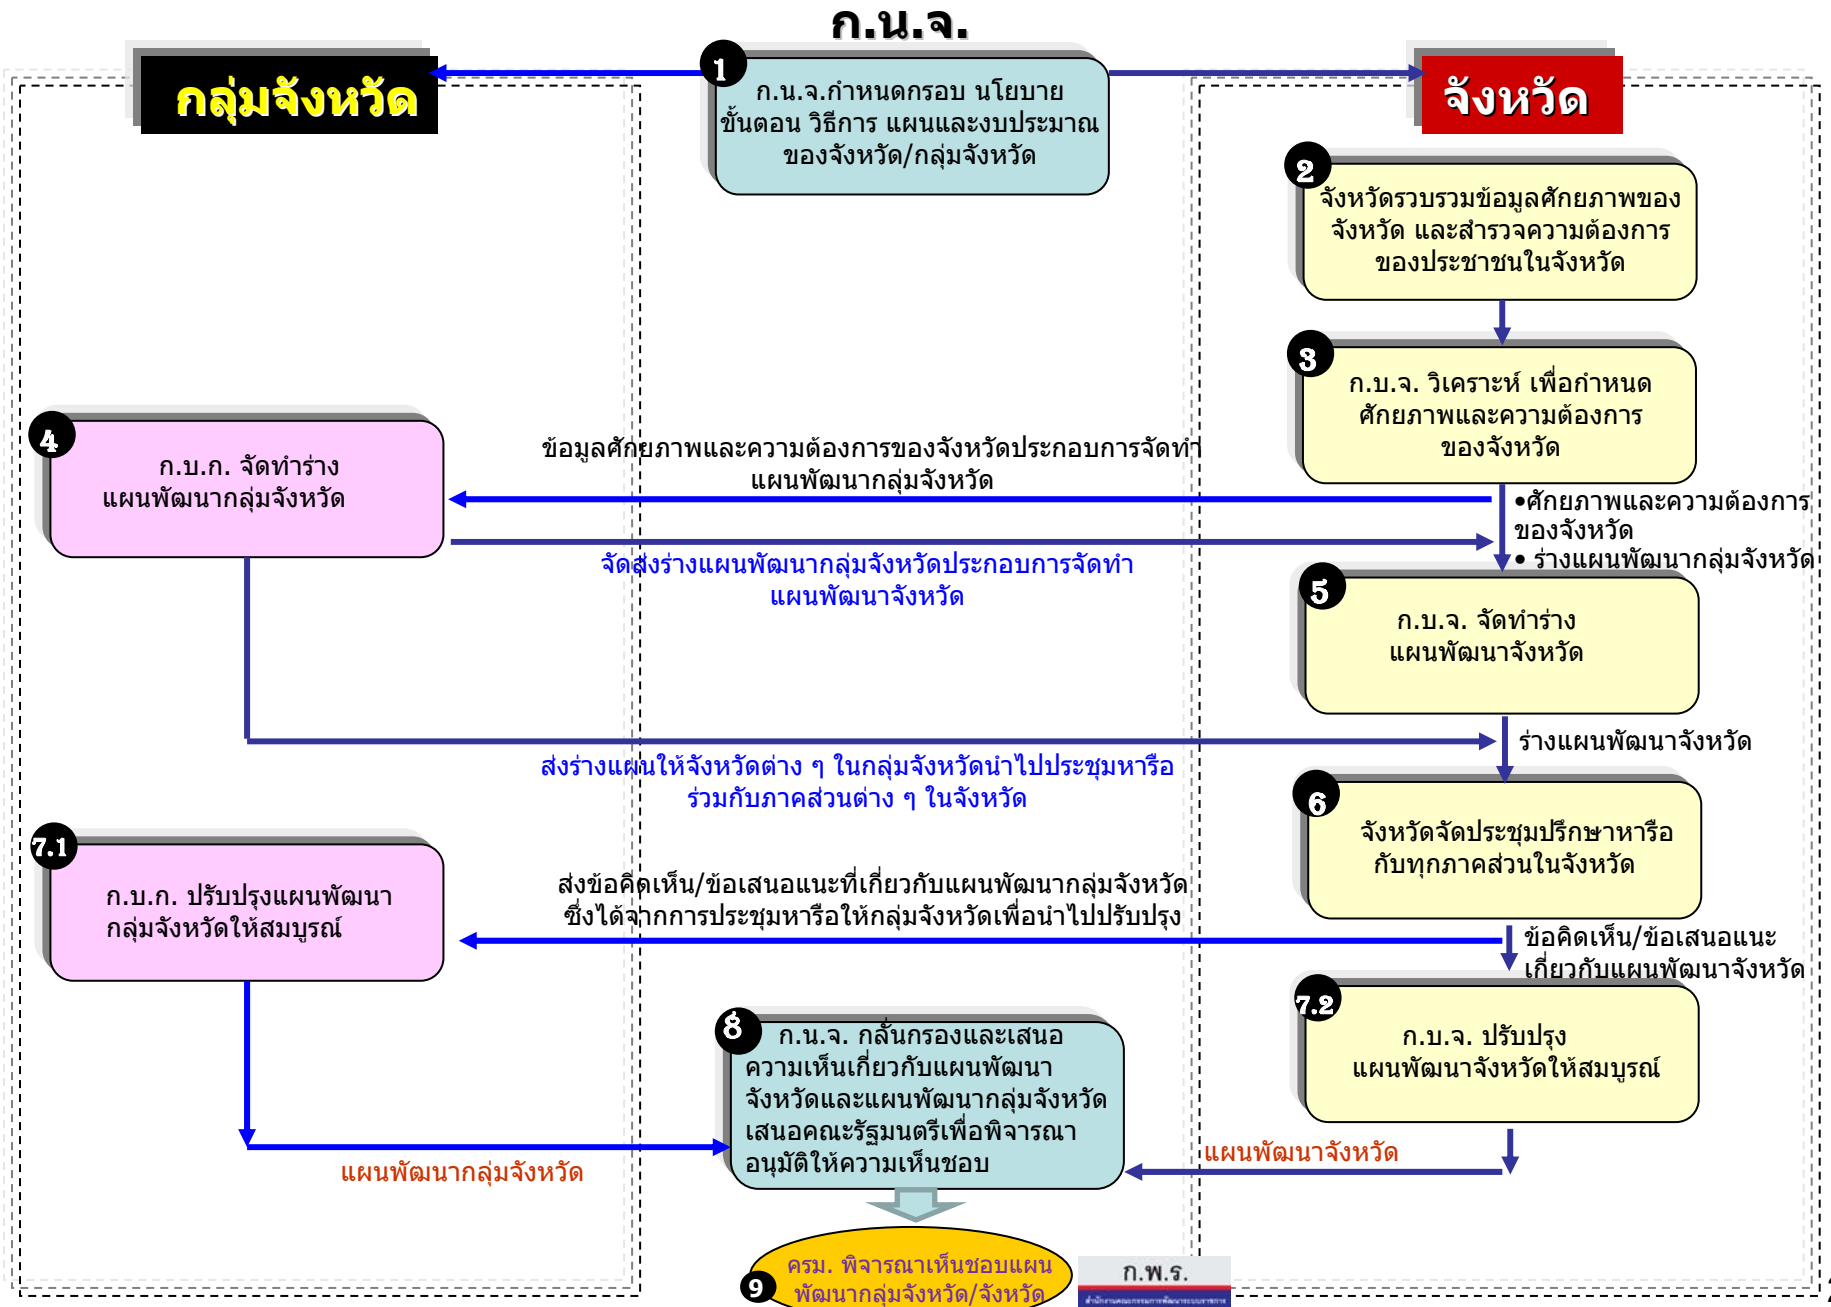 ก.น.จ.
กลุ่มจังหวัด
จังหวัด
1
ก.น.จ.กำหนดกรอบ นโยบาย
ขั้นตอน วิธีการ แผนและงบประมาณ
ของจังหวัด/กลุ่มจังหวัด
2
จังหวัดรวบรวมข้อมูลศักยภาพของ
จังหวัด และสำรวจความต้องการ
ของประชาชนในจังหวัด
3
ก.บ.จ. วิเคราะห์ เพื่อกำหนด
ศักยภาพและความต้องการ
ของจังหวัด
4
ก.บ.ก. จัดทำร่าง
แผนพัฒนากลุ่มจังหวัด
ข้อมูลศักยภาพและความต้องการของจังหวัดประกอบการจัดทำ
แผนพัฒนากลุ่มจังหวัด
•ศักยภาพและความต้องการ
ของจังหวัด
• ร่างแผนพัฒนากลุ่มจังหวัด
จัดส่งร่างแผนพัฒนากลุ่มจังหวัดประกอบการจัดทำ
แผนพัฒนาจังหวัด
5
ก.บ.จ. จัดทำร่าง
แผนพัฒนาจังหวัด
ร่างแผนพัฒนาจังหวัด
ส่งร่างแผนให้จังหวัดต่าง ๆ ในกลุ่มจังหวัดนำไปประชุมหารือ
ร่วมกับภาคส่วนต่าง ๆ ในจังหวัด
6
จังหวัดจัดประชุมปรึกษาหารือ
กับทุกภาคส่วนในจังหวัด
7.1
ก.บ.ก. ปรับปรุงแผนพัฒนา
กลุ่มจังหวัดให้สมบูรณ์
ส่งข้อคิดเห็น/ข้อเสนอแนะที่เกี่ยวกับแผนพัฒนากลุ่มจังหวัด
ซึ่งได้จากการประชุมหารือให้กลุ่มจังหวัดเพื่อนำไปปรับปรุง
ข้อคิดเห็น/ข้อเสนอแนะ
เกี่ยวกับแผนพัฒนาจังหวัด
7.2
ก.บ.จ. ปรับปรุง
แผนพัฒนาจังหวัดให้สมบูรณ์
8
ก.น.จ. กลั่นกรองและเสนอ
ความเห็นเกี่ยวกับแผนพัฒนา
จังหวัดและแผนพัฒนากลุ่มจังหวัด
เสนอคณะรัฐมนตรีเพื่อพิจารณา
อนุมัติให้ความเห็นชอบ
แผนพัฒนากลุ่มจังหวัด
แผนพัฒนาจังหวัด
9
ครม. พิจารณาเห็นชอบแผน
พัฒนากลุ่มจังหวัด/จังหวัด
ก.พ.ร.
สำนักงานคณะกรรมการพัฒนาระบบราชการ